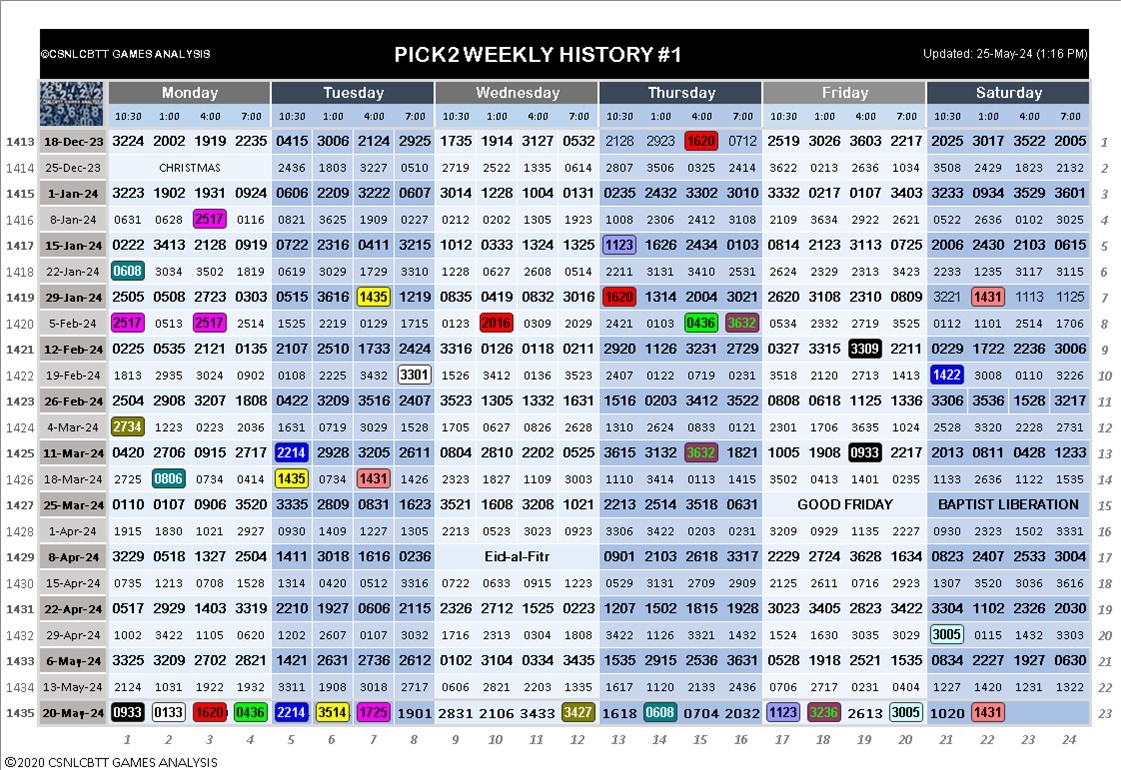 ©CSNLCBTT GAMES ANALYSIS PICK2 WEEKLY HISTORY #1 Updated: 25-May-24 (1:16 PM)
Monday Tuesday Wednesday Thursday Friday Saturday
10:30 1:00 4:00 7:00 10:30 1:00 4:00 7:00 10:30 1:00 4:00 7:00 10:30 1:00 4:00 7:00 10:30 1:00 4:00 7:00 10:30 1:00 4:00 7:00
1413 18-Dec-23 3224 2002 1919 2235 0415 3006 2124 2925 1735 1914 3127 0532 2128 2923 1620 0712 2519 3026 3603 2217 2025 3017 3522 2005 1
1414 25-Dec-23 CHRISTMAS 2436 1803 3227 0510 2719 2522 1335 0614 2807 3506 0325 2414 3622 0213 2636 1034 3508 2429 1823 2132 2
1415 1-Jan-24 3223 1902 1931 0924 0606 2209 3222 0607 3014 1228 1004 0131 0235 2432 3302 3010 3332 0217 0107 3403 3233 0934 3529 3601 3
1416 8-Jan-24 0631 0628 2517 0116 0821 3625 1909 0227 0212 0202 1305 1923 1008 2306 2412 3108 2109 3634 2922 2221 0522 2636 0102 3025 4
1417 15-Jan-24 0222 3413 2128 0919 0722 2316 0411 3215 1012 0333 1324 1325 1123 1626 2434 0103 0814 2123 3113 0725 2006 2430 2103 0615 5
1418 22-Jan-24 0608 3034 3502 1819 0619 3029 1729 3310 1228 0627 2608 0514 2211 3131 3410 2531 2624 2329 2313 3423 2233 1235 3117 3115 6
1419 29-Jan-24 2505 0508 2723 0303 0515 3616 1435 1219 0835 0419 0832 3016 1620 1314 2004 3021 2620 3108 2310 0809 3221 1431 1113 1125 7
1420 5-Feb-24 2517 0513 2517 2514 1525 2219 0129 1715 0123 2016 0309 2029 2421 0103 0436 3632 0534 2332 2719 3525 0112 1101 2514 1706 8
1421 12-Feb-24 0225 0535 2121 0135 2107 2510 1733 2424 3316 0126 0118 0211 2920 1126 3231 2729 0327 3315 3309 2211 0229 1722 2236 3006 9
1422 19-Feb-24 1813 2935 3024 0902 0108 2225 3432 3301 1526 3412 0136 3523 2407 0122 0719 0231 3518 2120 2713 1413 1422 3008 0110 3226 10
1423 26-Feb-24 2504 2908 3207 1808 0422 3209 3516 2407 3523 1305 1332 1631 1516 0203 3412 3522 0808 0618 1125 1336 3306 3536 1528 3217 11
1424 4-Mar-24 2734 1223 0223 2036 1631 0719 3029 1528 1705 0627 0826 2628 1310 2624 0833 0121 2301 1706 3635 1024 2528 3320 2228 2731 12
1425 11-Mar-24 0420 2706 0915 2717 2214 2928 3205 2611 0804 2810 2202 0525 3615 3132 3632 1821 1005 1908 0933 2217 2013 0811 0428 1233 13
1426 18-Mar-24 2725 0806 0734 0414 1435 0734 1431 1426 2323 1827 1109 3003 1110 3414 0113 1415 3502 0413 1401 0235 1133 2636 1122 1535 14
1427 25-Mar-24 0110 0107 0906 3520 3335 2809 0831 1623 3521 1608 3208 1021 2213 2514 3518 0631 GOOD FRIDAY BAPTIST LIBERATION 15
1428 1-Apr-24 1915 1830 1021 2927 0930 1409 1227 1305 2213 0523 3023 0923 3306 3422 0203 0231 3209 0929 1135 2227 0930 2323 1502 3331 16
1429 8-Apr-24 3229 0518 1327 2504 1411 3018 1616 0236 Eid-al-Fitr 0901 2103 2618 3317 2229 2724 3628 1634 0823 2407 2533 3004 17
1430 15-Apr-24 0735 1213 0708 1528 1314 0420 0512 3316 0722 0633 0915 1223 0529 3131 2709 2909 2125 2611 0716 2923 1307 3520 3036 3616 18
1431 22-Apr-24 0517 2929 1403 3319 2210 1927 0606 2115 2326 2712 1525 0223 1207 1502 1815 1928 3023 3405 2823 3422 3304 1102 2326 2030 19
1432 29-Apr-24 1002 3422 1105 0620 1202 2607 0107 3032 1716 2313 0304 1808 3422 1126 3321 1432 1524 1630 3035 3029 3005 0115 1432 3303 20
1433 6-May-24 3325 3209 2702 2821 1421 2631 2736 2612 0102 3104 0334 3435 1535 2915 2536 3631 0528 1918 2521 1535 0834 2227 1927 0630 21
1434 13-May-24 2124 1031 1922 1932 3311 1908 3018 2717 0606 2821 2203 1335 1617 1120 2133 2436 0706 2717 0231 0404 1227 1420 1231 1322 22
1435 20-May-24 0933 0133 1620 0436 2214 3514 1725 1901 2831 2106 3433 3427 1618 0608 0704 2032 1123 3236 2613 3005 1020 1431 23
1 2 3 4 5 6 7 8 9 10 11 12 13 14 15 16 17 18 19 20 21 22 23 24
©2020 CSNLCBTT GAMES ANALYSIS